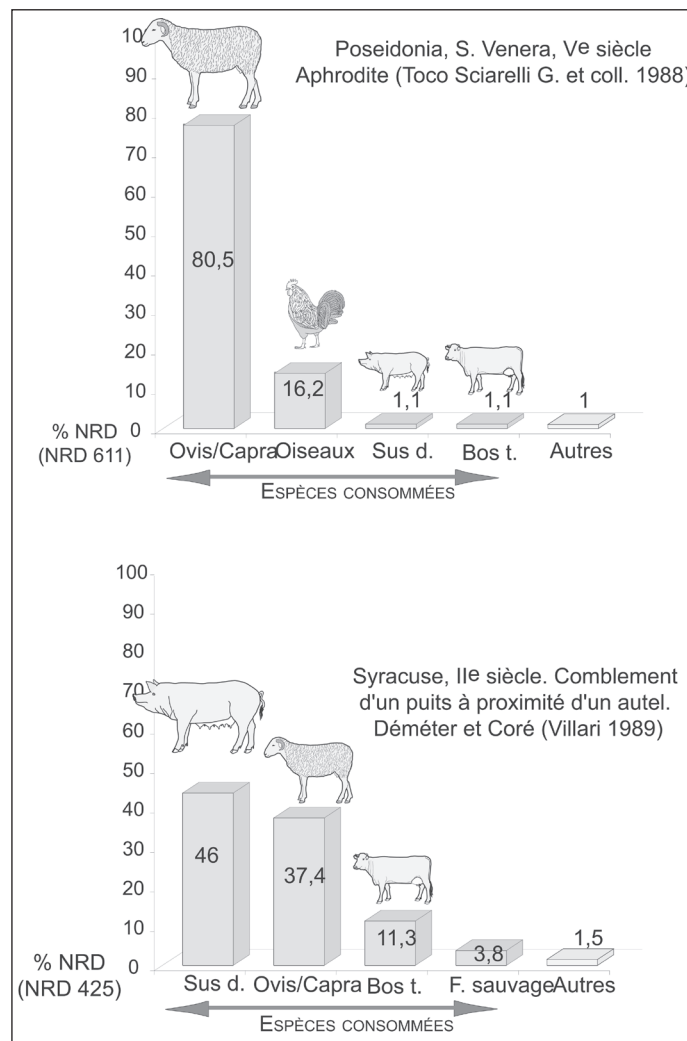 Poseidonia, S. Venera, Ve siècle
Aphrodite (Toco Sciarelli G. et coll. 1988)
100
90
80
70
60
50
40
30
20
10
0
80,5
16,2
1,1
1,1
1
% NRD
(NRD 611)
Ovis/Capra Oiseaux Sus d. Bos t. Autres
ESPÈCES CONSOMMÉES
Syracuse, IIe siècle. Comblement
d'un puits à proximité d'un autel.
Déméter et Coré (Villari 1989)
100
90
80
70
60
50
40
30
20
10
0
46
37,4
11,3
3,8
1,5
% NRD
(NRD 425)
Sus d. Ovis/Capra Bos t. F. sauvage Autres
ESPÈCES CONSOMMÉES